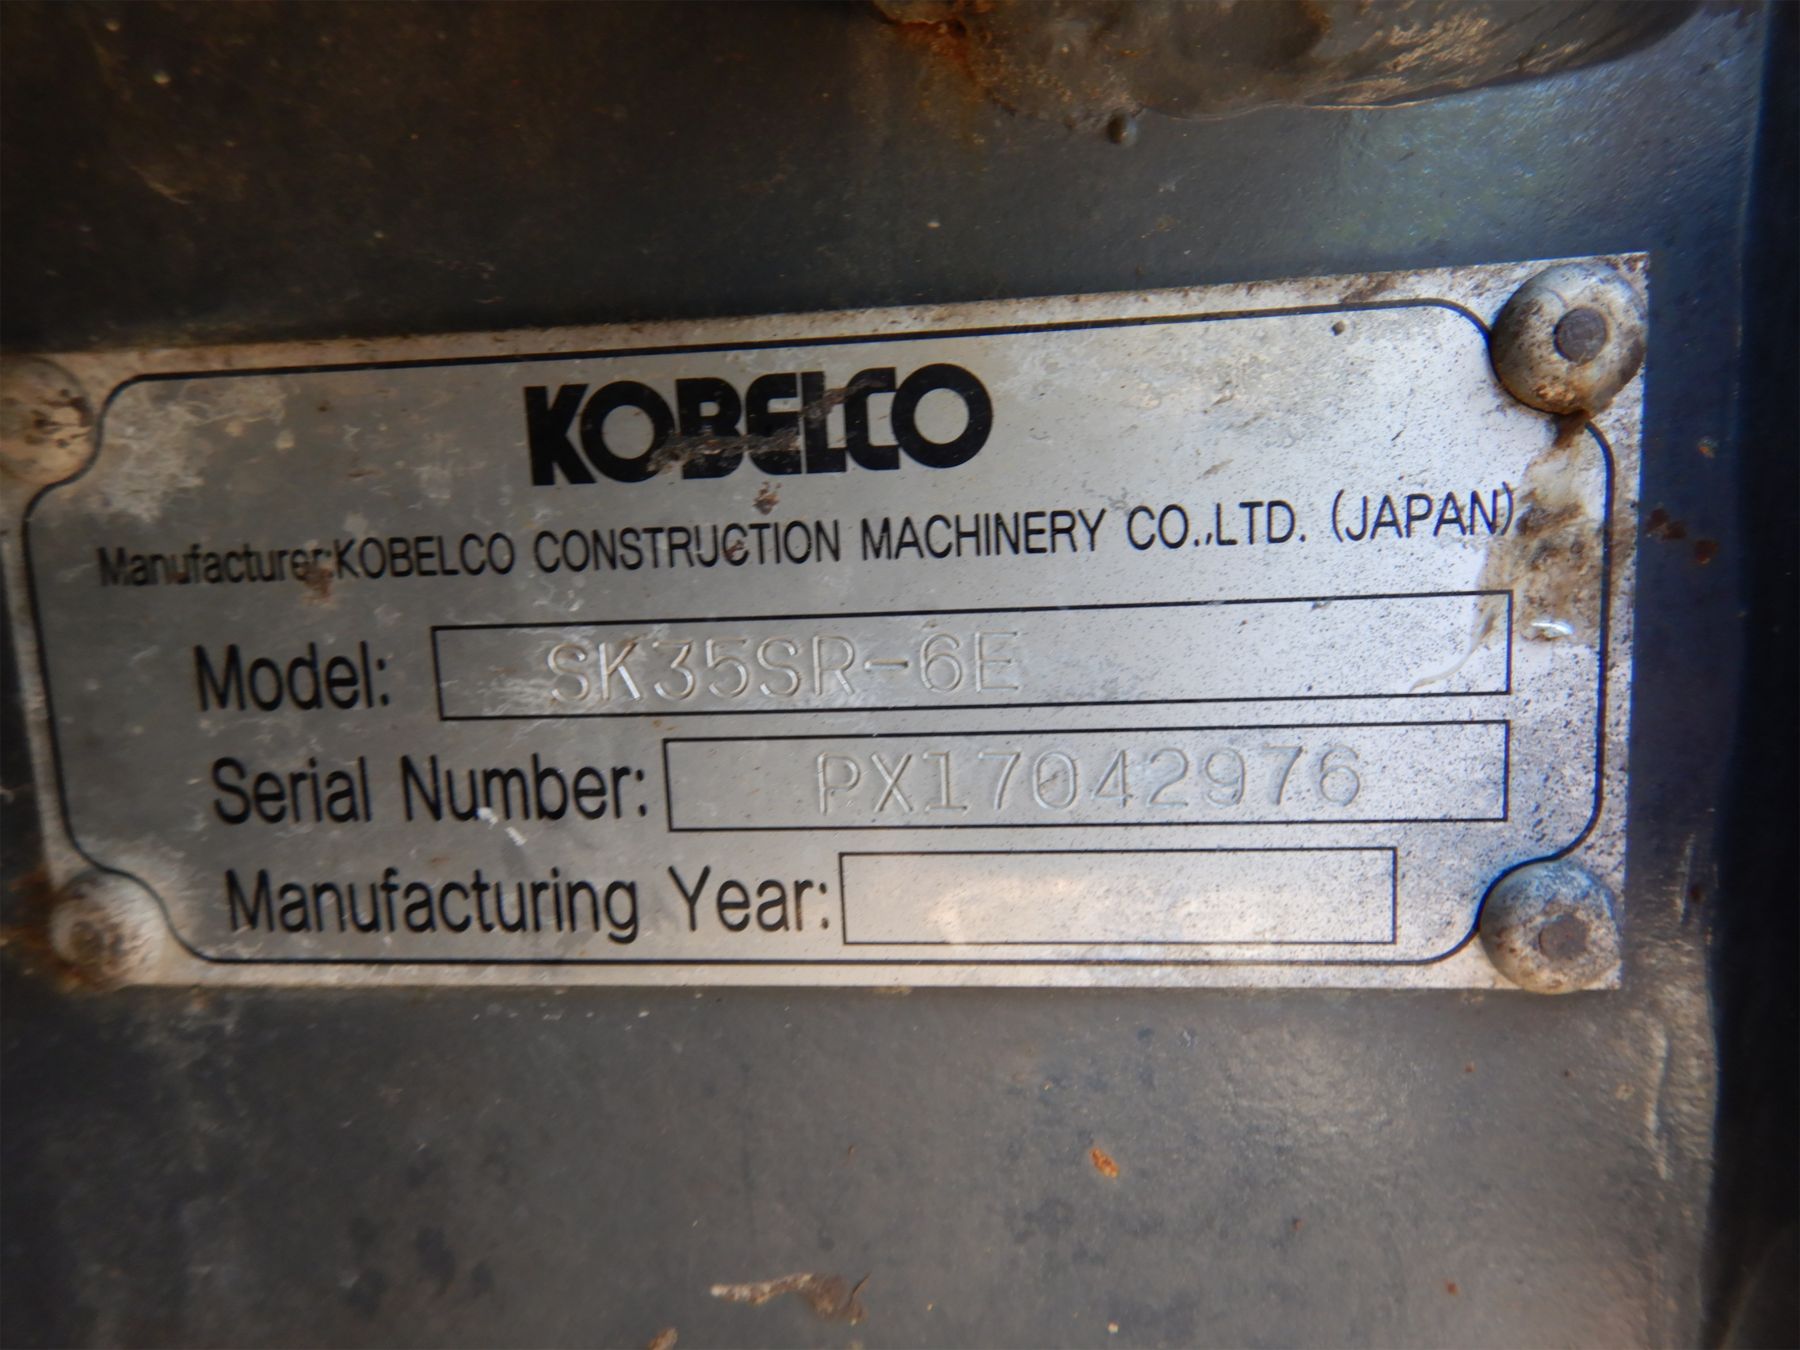 KOBELCO
Manufacturer:KOBELCO CONSTRUCTION MACHINERY CO.,LTD. (JAPAN)
Model: SK35SR-6E
Serial Number: PX17042976
Manufacturing Year: